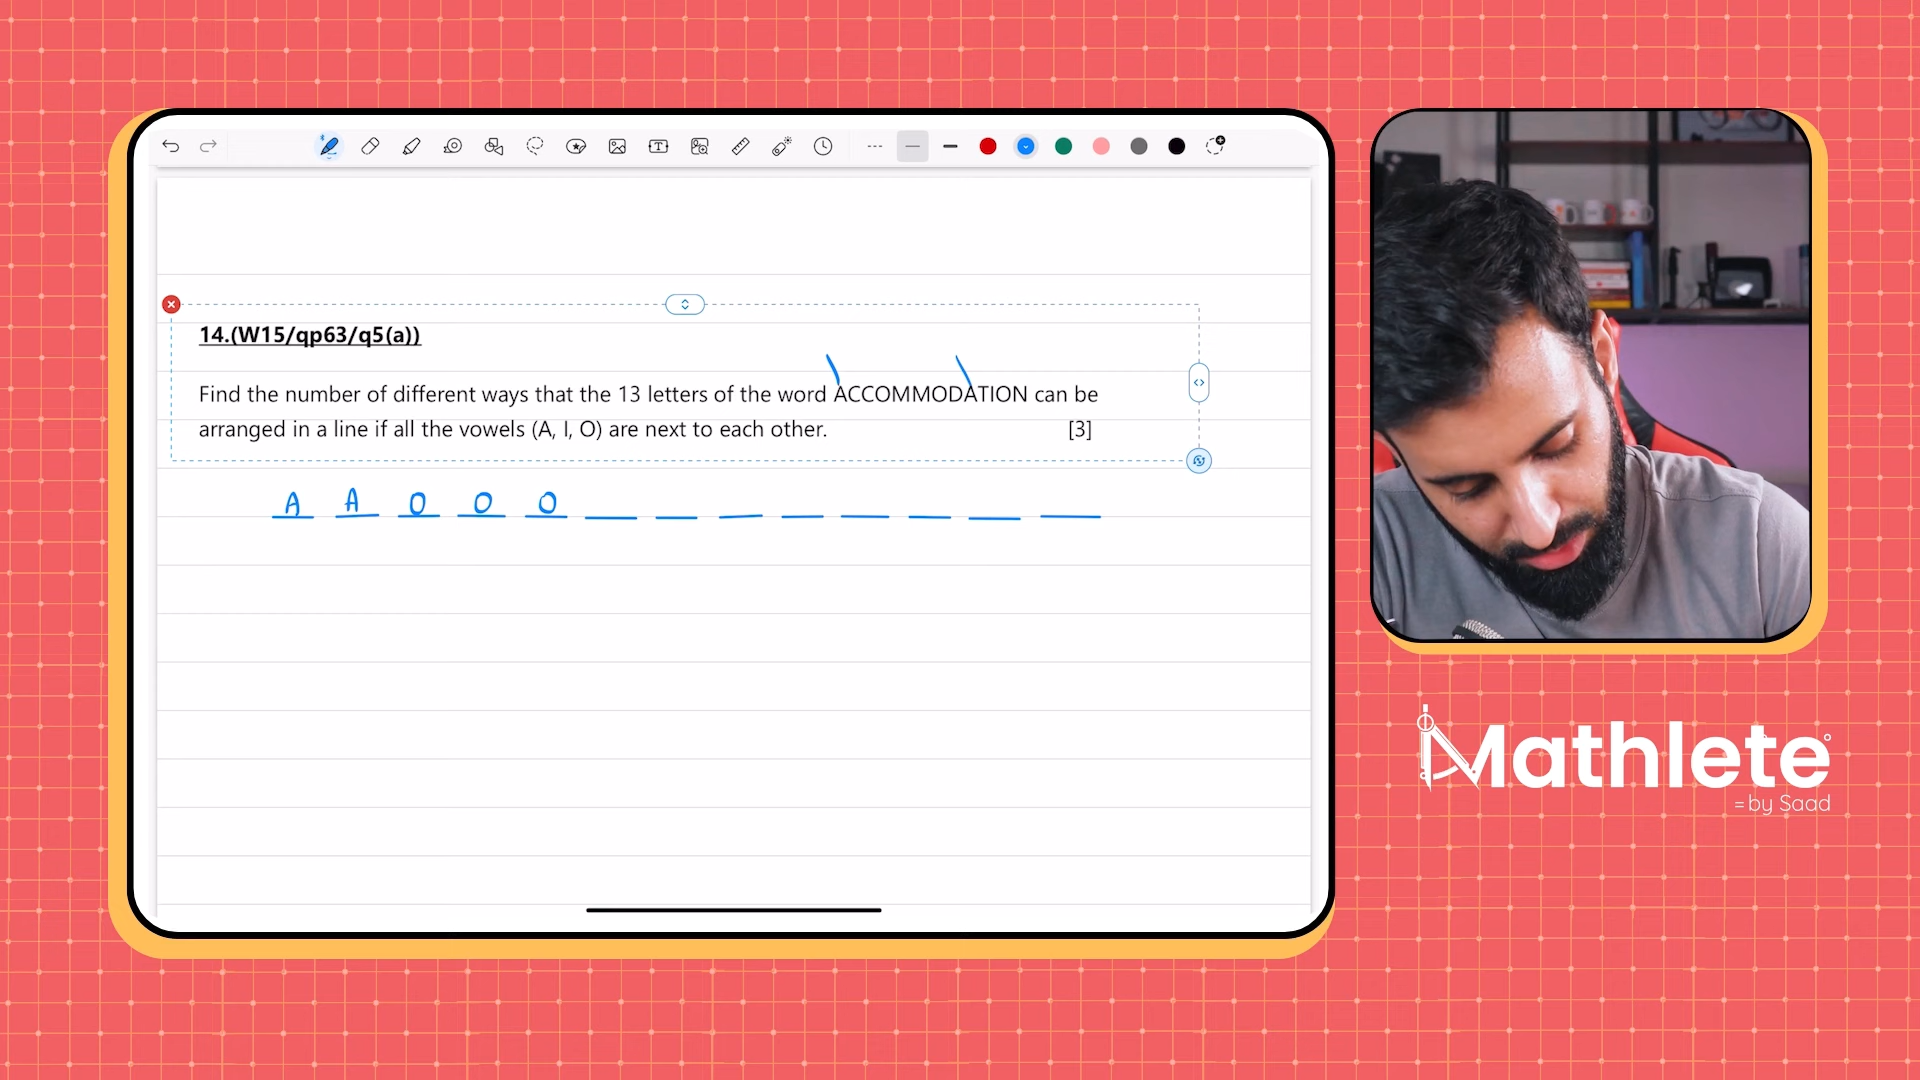 14.(W15/qp63/q5(a))
Find the number of different ways that the 13 letters of the word ACCOMMODATION can be
arranged in a line if all the vowels (A, I, O) are next to each other. [3]
A A O O O
Mathlete
=by Saad